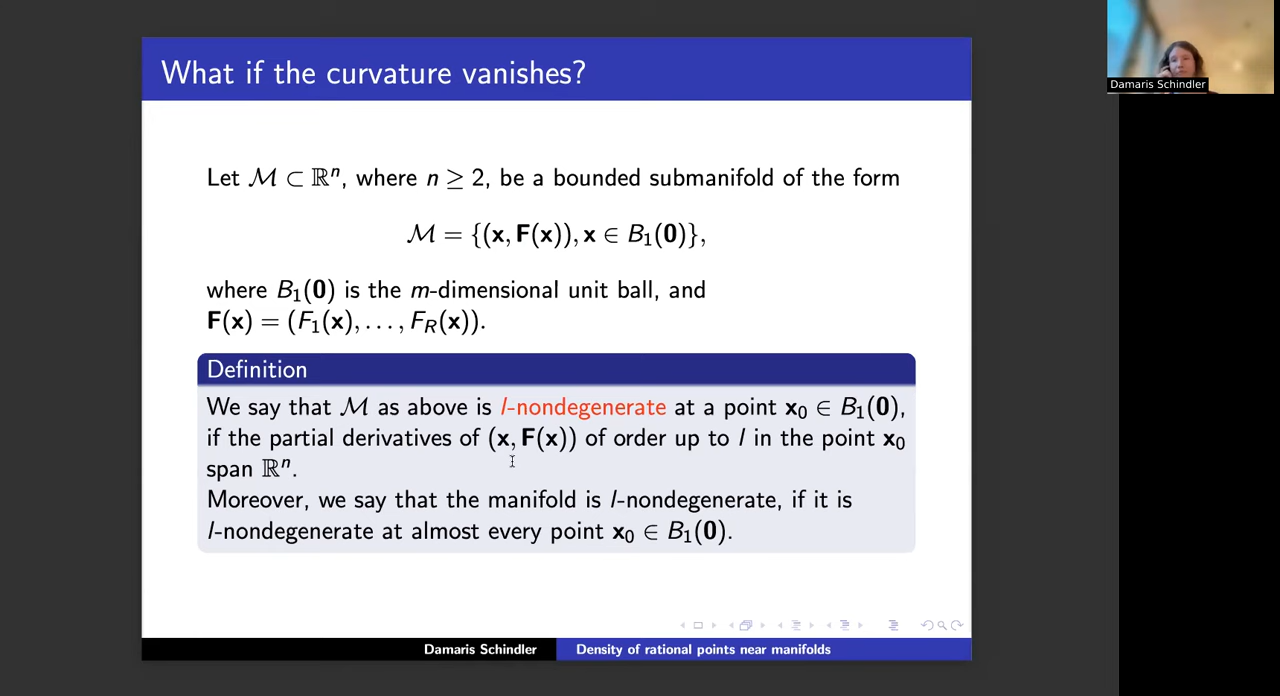 What if the curvature vanishes?
Let ℳ ⊂ ℝⁿ, where n ≥ 2, be a bounded submanifold of the form
ℳ = {(x, F(x)), x ∈ B₁(0)},
where B₁(0) is the m-dimensional unit ball, and
F(x) = (F₁(x), . . . , F_R(x)).
Definition
We say that ℳ as above is l-nondegenerate at a point x₀ ∈ B₁(0),
if the partial derivatives of (x, F(x)) of order up to l in the point x₀
span ℝⁿ.
Moreover, we say that the manifold is l-nondegenerate, if it is
l-nondegenerate at almost every point x₀ ∈ B₁(0).
Damaris Schindler
Density of rational points near manifolds
Damaris Schindler